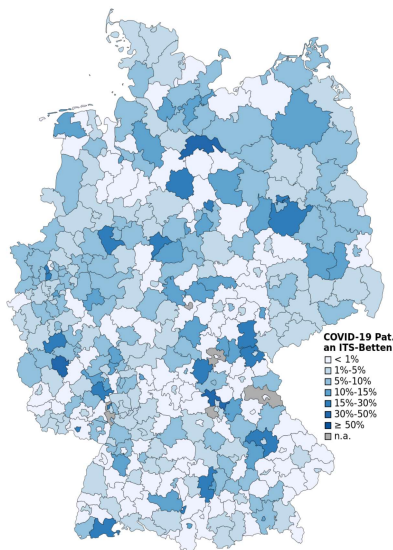 COVID-19 Pat.
an ITS-Betten
< 1%
1%-5%
5%-10%
10%-15%
15%-30%
30%-50%
≥ 50%
n.a.